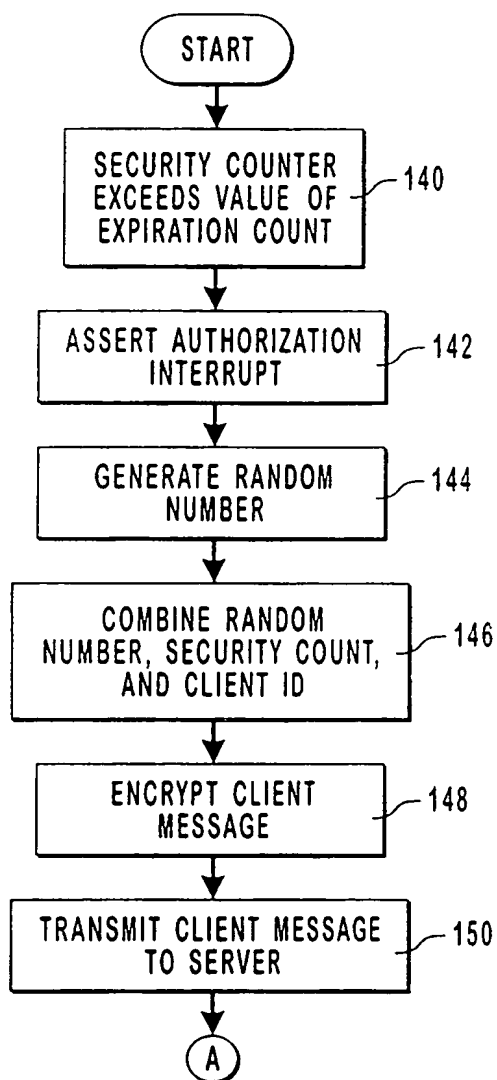 START
SECURITY COUNTER
EXCEEDS VALUE OF
EXPIRATION COUNT
140
ASSERT AUTHORIZATION
INTERRUPT
142
GENERATE RANDOM
NUMBER
144
COMBINE RANDOM
NUMBER, SECURITY COUNT,
AND CLIENT ID
146
ENCRYPT CLIENT
MESSAGE
148
TRANSMIT CLIENT MESSAGE
TO SERVER
150
A